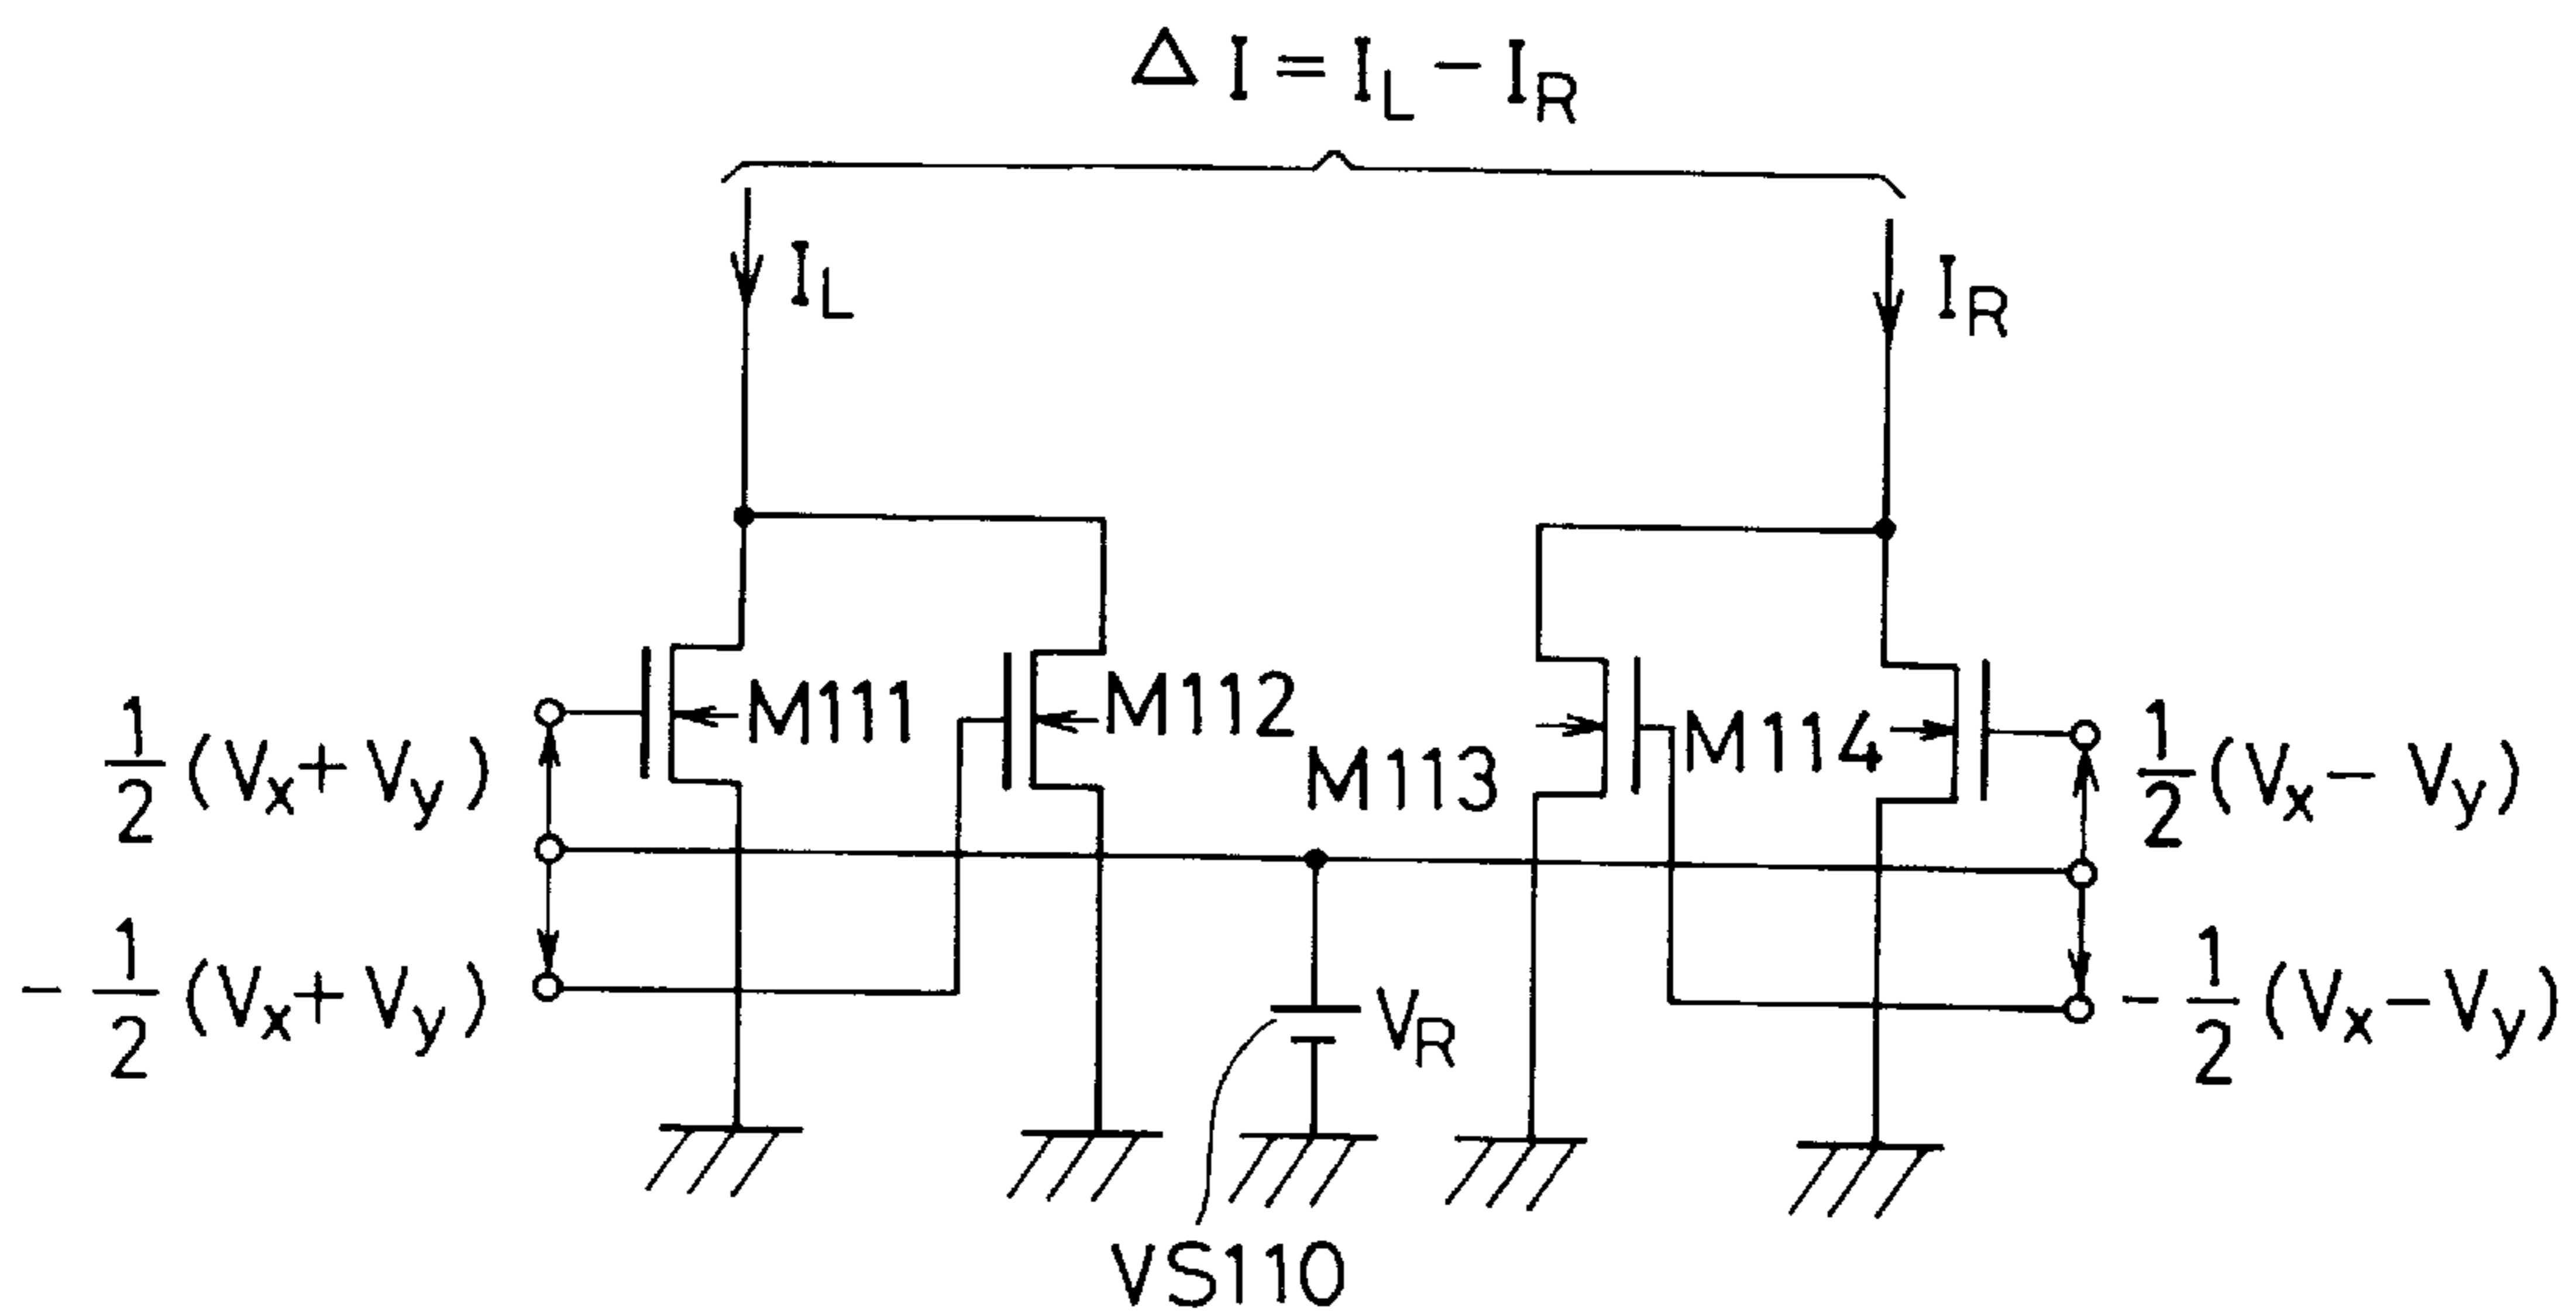 Δ I = I_L − I_R
I_L
I_R
M111
M112
M113
M114
1/2 (V_x + V_y)
1/2 (V_x − V_y)
− 1/2 (V_x + V_y)
− 1/2 (V_x − V_y)
V_R
VS110